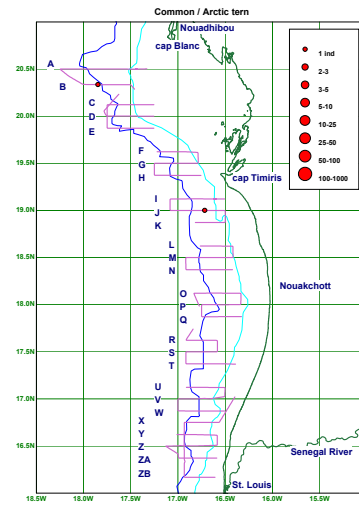 Common / Arctic tern
Nouadhibou
cap Blanc
1 ind
2-3
3-5
5-10
10-25
25-50
50-100
100-1000
20.5N
A
B
C
20.0N
D
E
F
19.5N
G
H
cap Timiris
I
19.0N
J
K
L
18.5N
M
N
Nouakchott
O
18.0N
P
Q
R
17.5N
S
T
U
17.0N
V
W
X
Y
16.5N
Z
Senegal River
ZA
ZB
St. Louis
18.5W
18.0W
17.5W
17.0W
16.5W
16.0W
15.5W